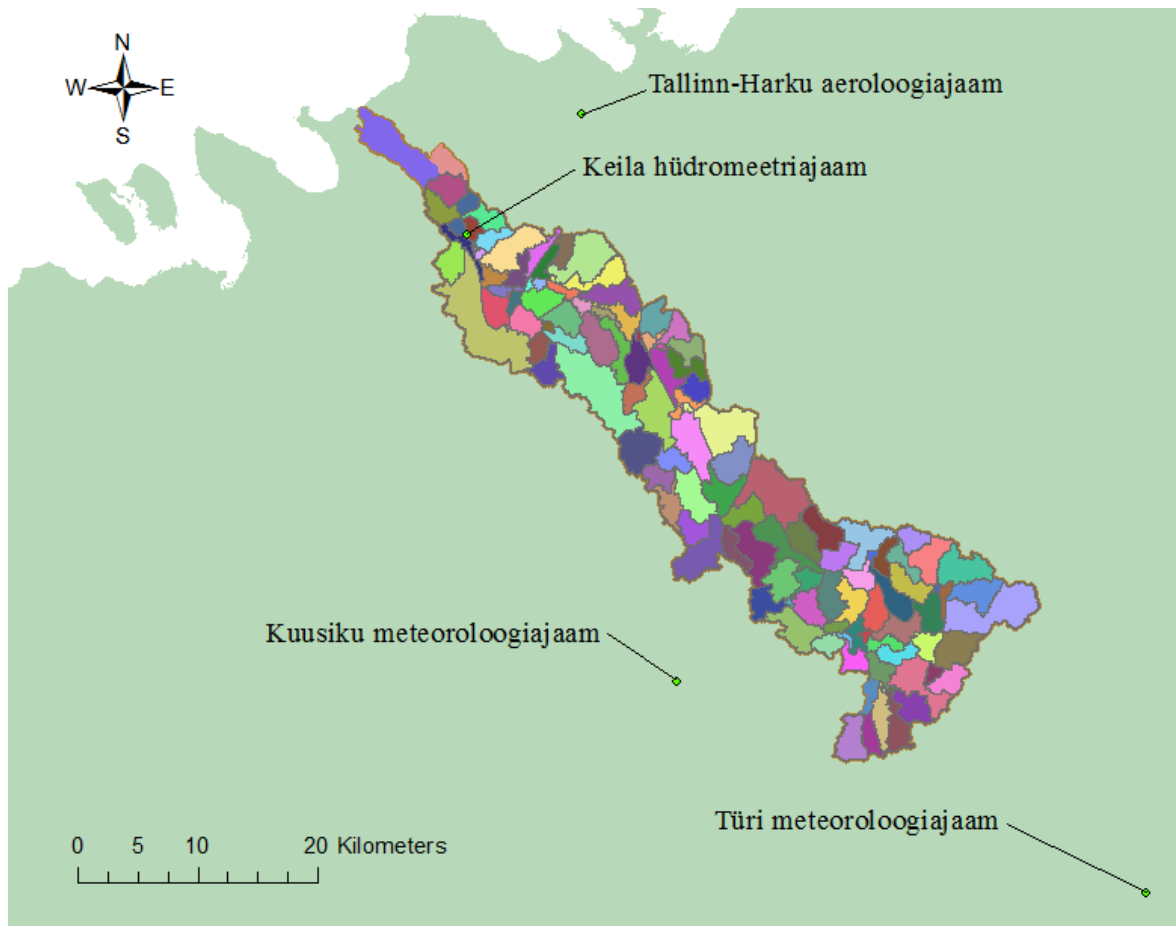 N
W E
S
Tallinn-Harku aeroloogiajaam
Keila hüdromeetriajaam
Kuusiku meteoroloogiajaam
Türi meteoroloogiajaam
0 5 10 20 Kilometers